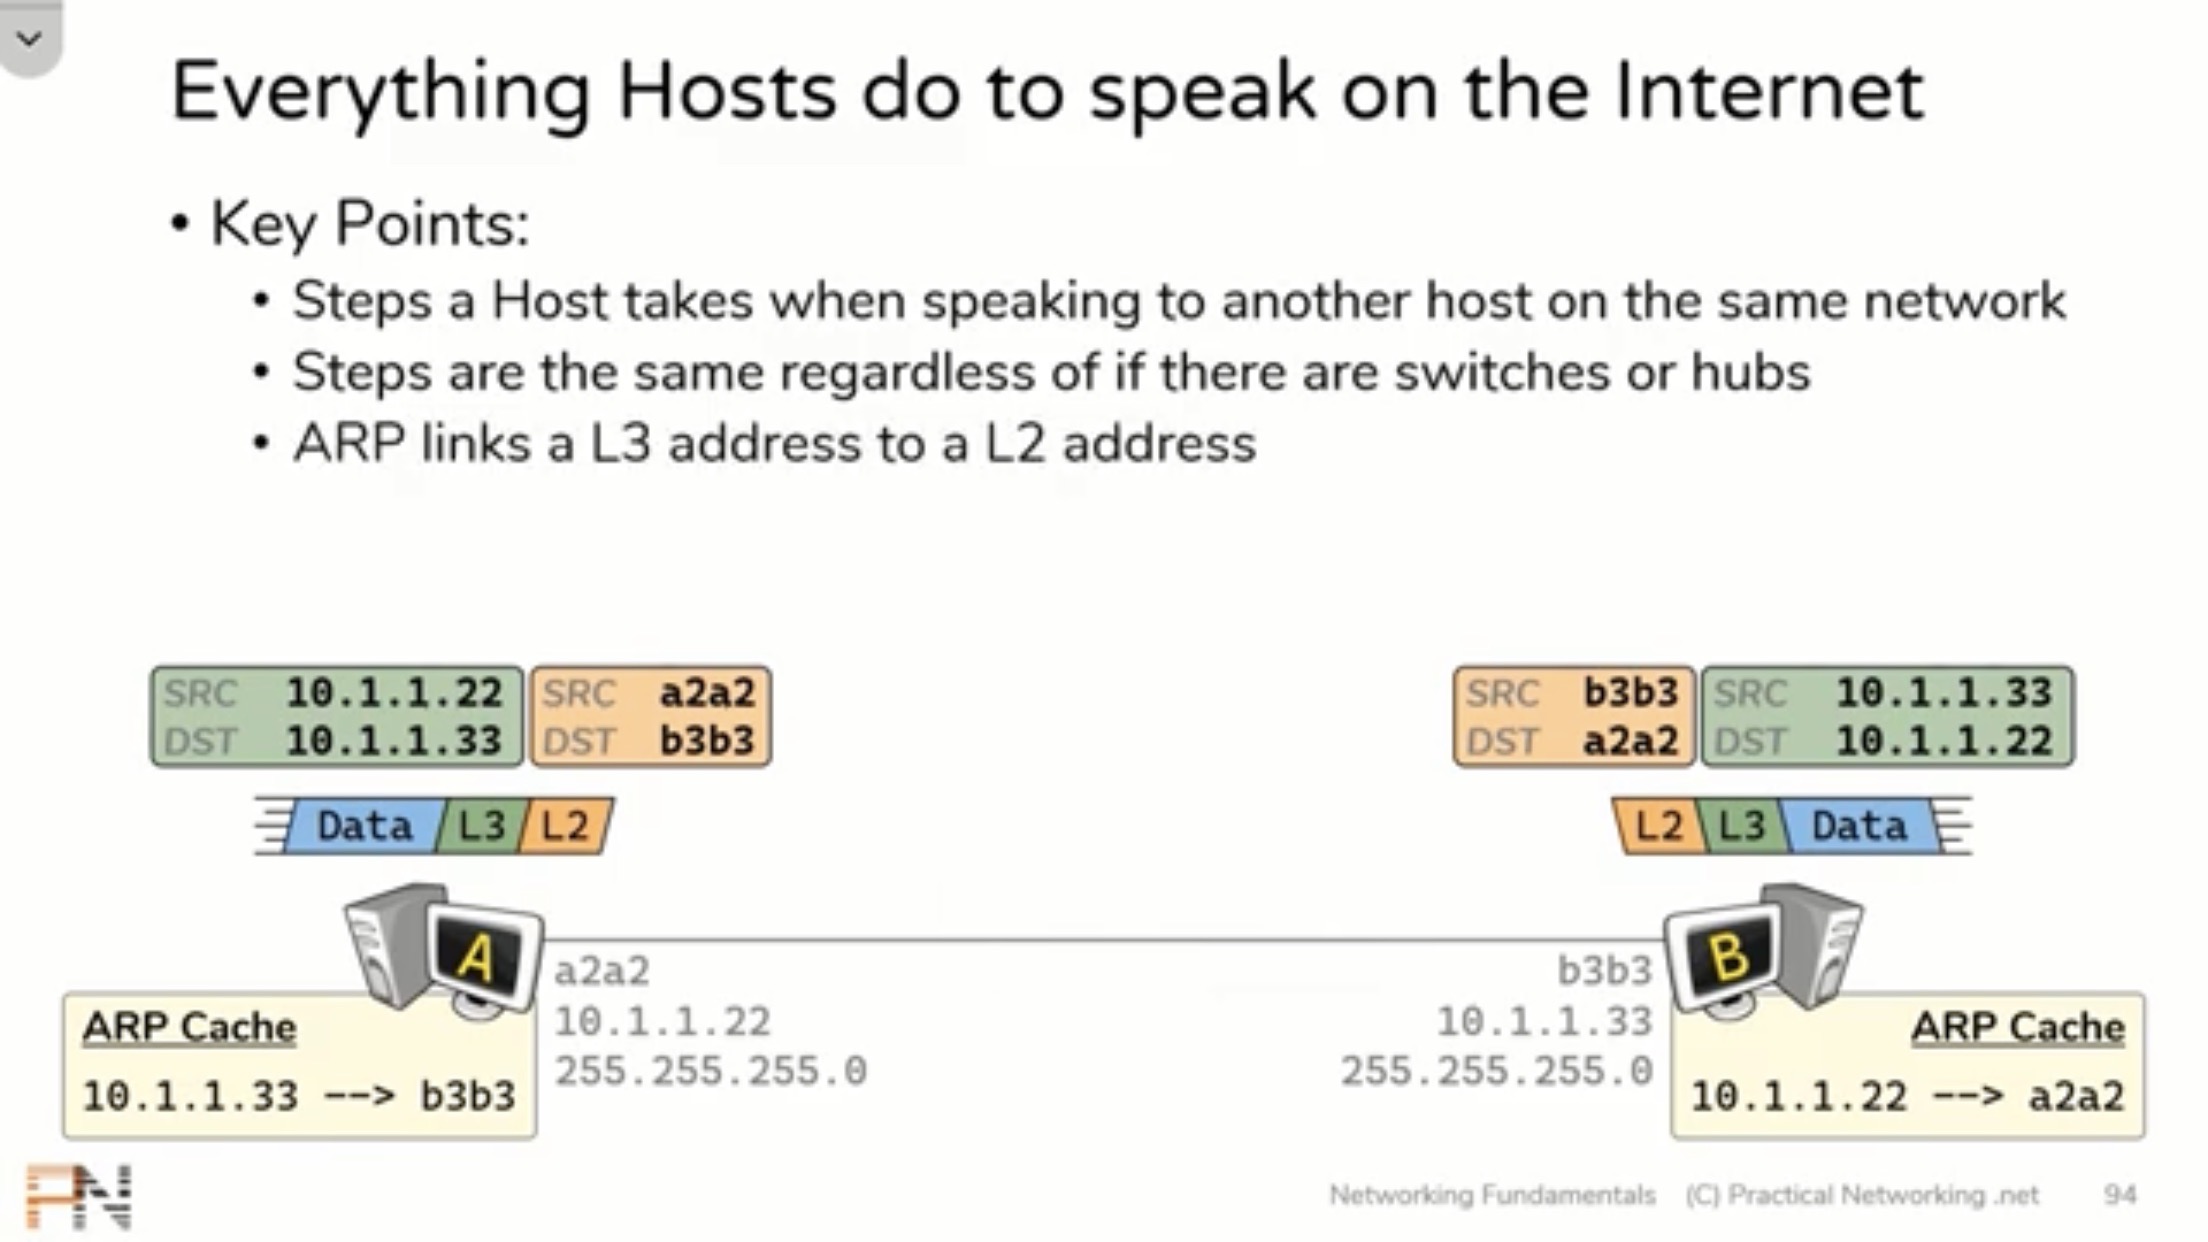 Everything Hosts do to speak on the Internet
• Key Points:
• Steps a Host takes when speaking to another host on the same network
• Steps are the same regardless of if there are switches or hubs
• ARP links a L3 address to a L2 address
SRC 10.1.1.22 SRC a2a2
DST 10.1.1.33 DST b3b3
SRC b3b3 SRC 10.1.1.33
DST a2a2 DST 10.1.1.22
Data L3 L2
L2 L3 Data
A
B
a2a2
10.1.1.22
255.255.255.0
b3b3
10.1.1.33
255.255.255.0
ARP Cache
10.1.1.33 --> b3b3
ARP Cache
10.1.1.22 --> a2a2
PN
Networking Fundamentals (C) Practical Networking .net 94